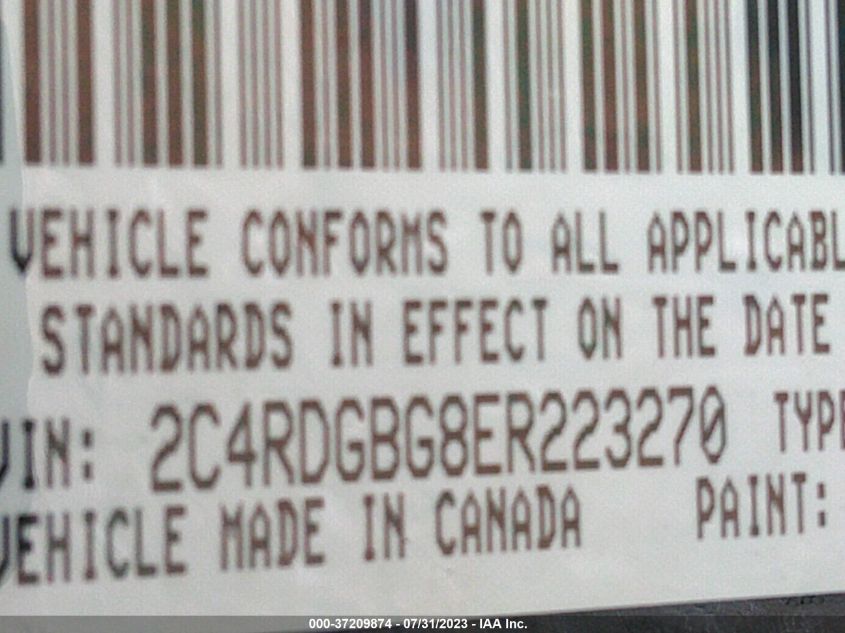 VEHICLE CONFORMS TO ALL APPLICABL
STANDARDS IN EFFECT ON THE DATE
VIN: 2C4RDGBG8ER223270 TYPE
VEHICLE MADE IN CANADA PAINT:
000-37209874 - 07/31/2023 - IAA Inc.